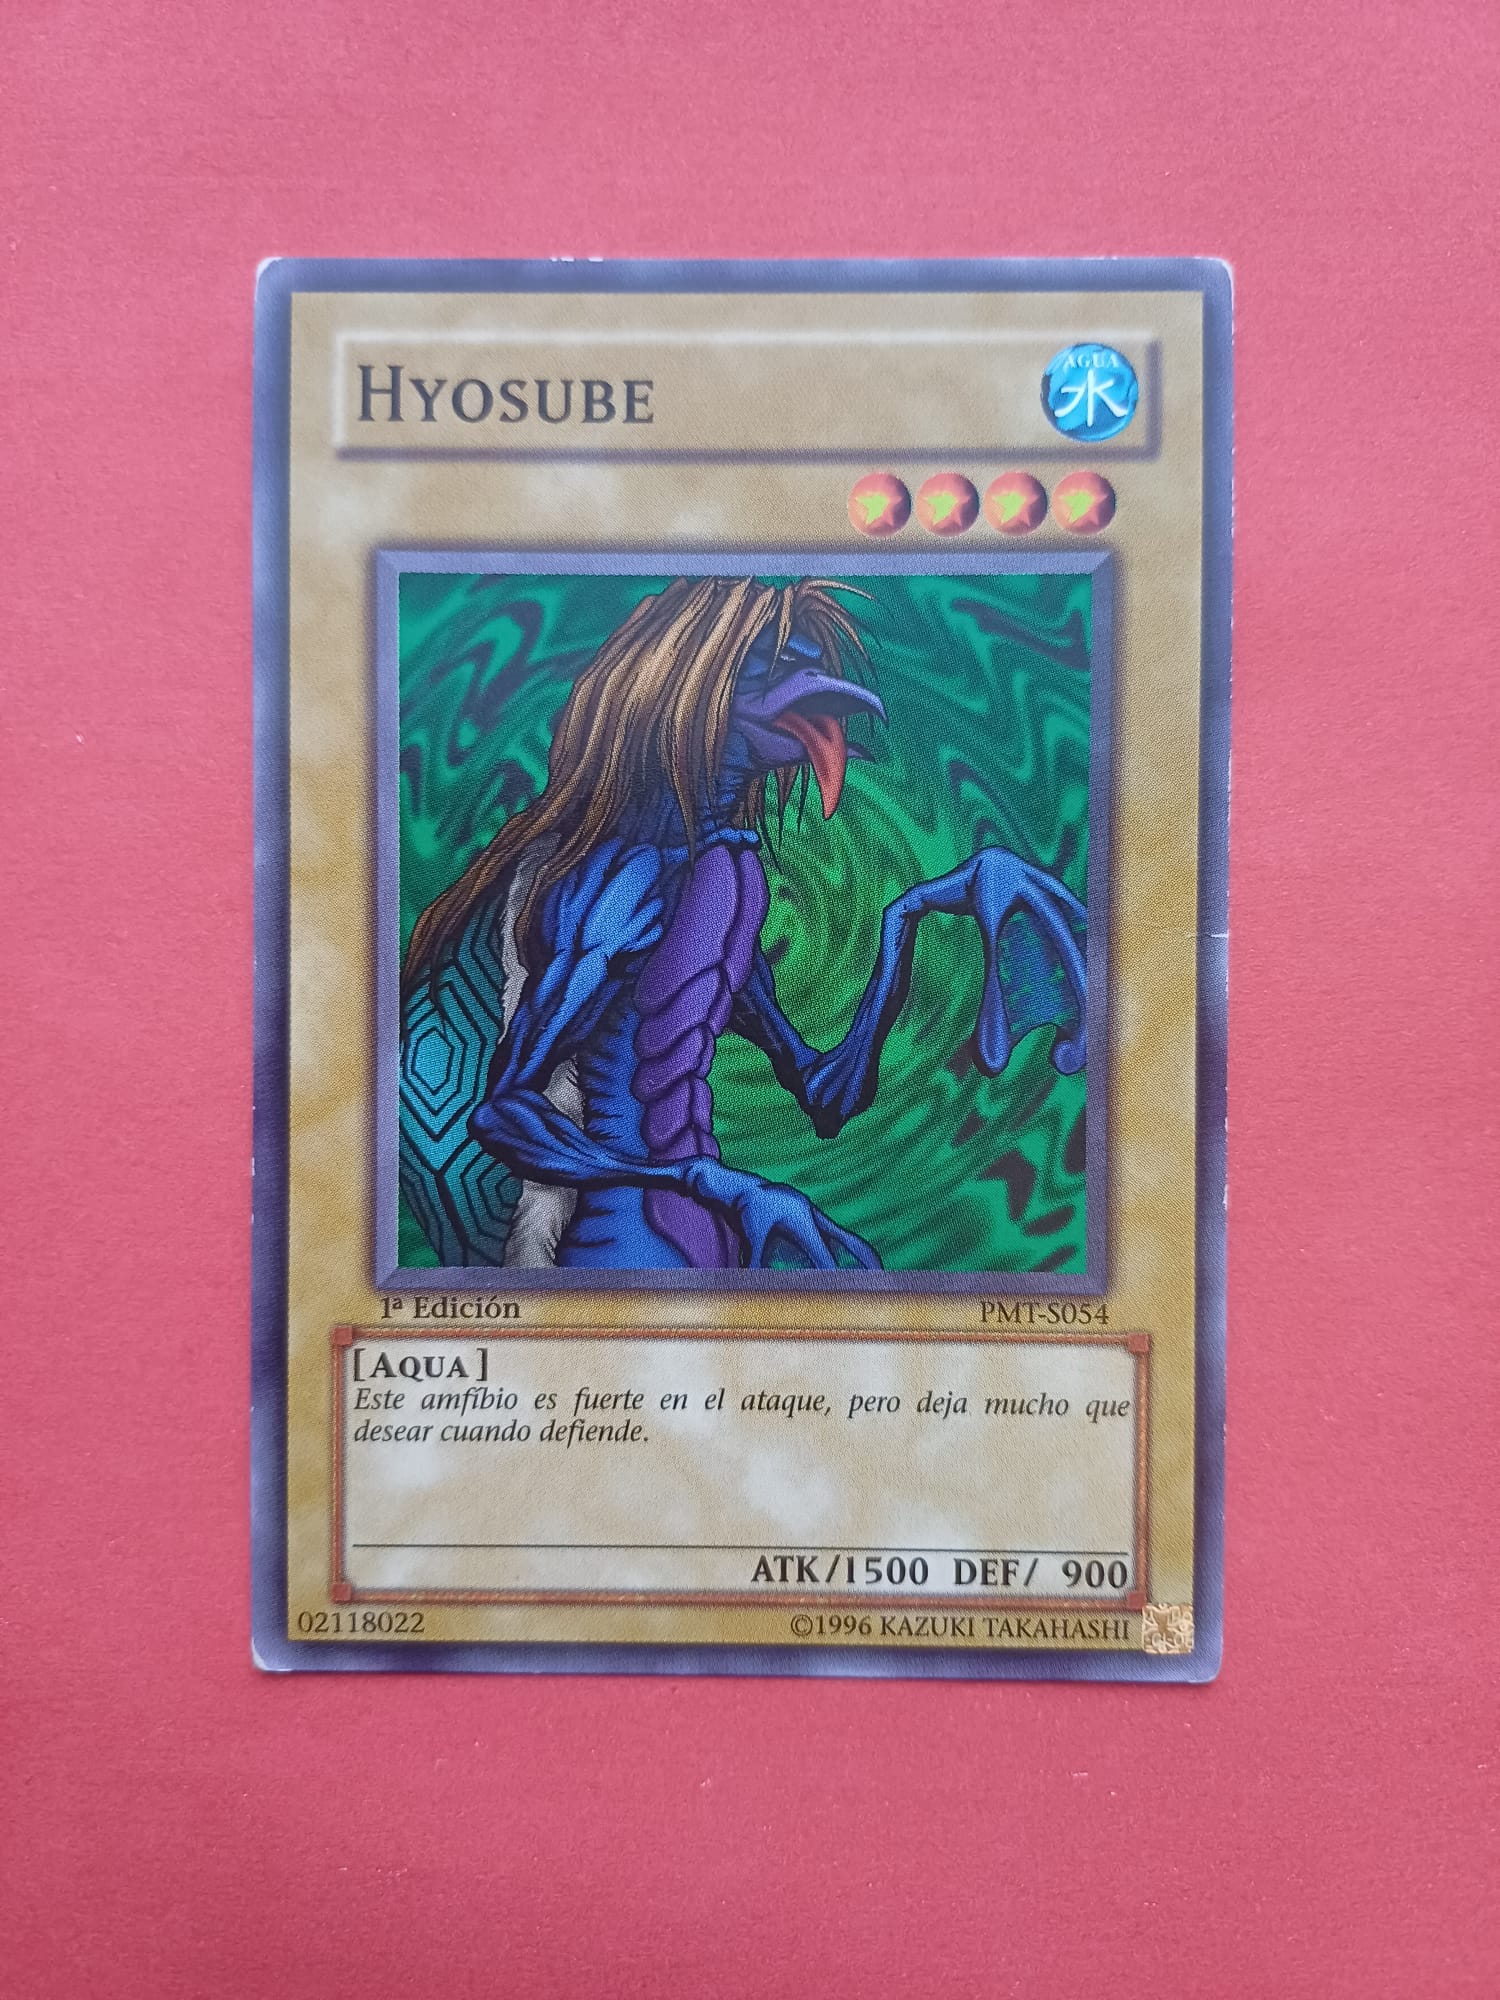 HYOSUBE
AGUA
水
1ª Edición
PMT-S054
[AQUA]
Este amfíbio es fuerte en el ataque, pero deja mucho que
desear cuando defiende.
ATK/1500 DEF/ 900
02118022
©1996 KAZUKI TAKAHASHI